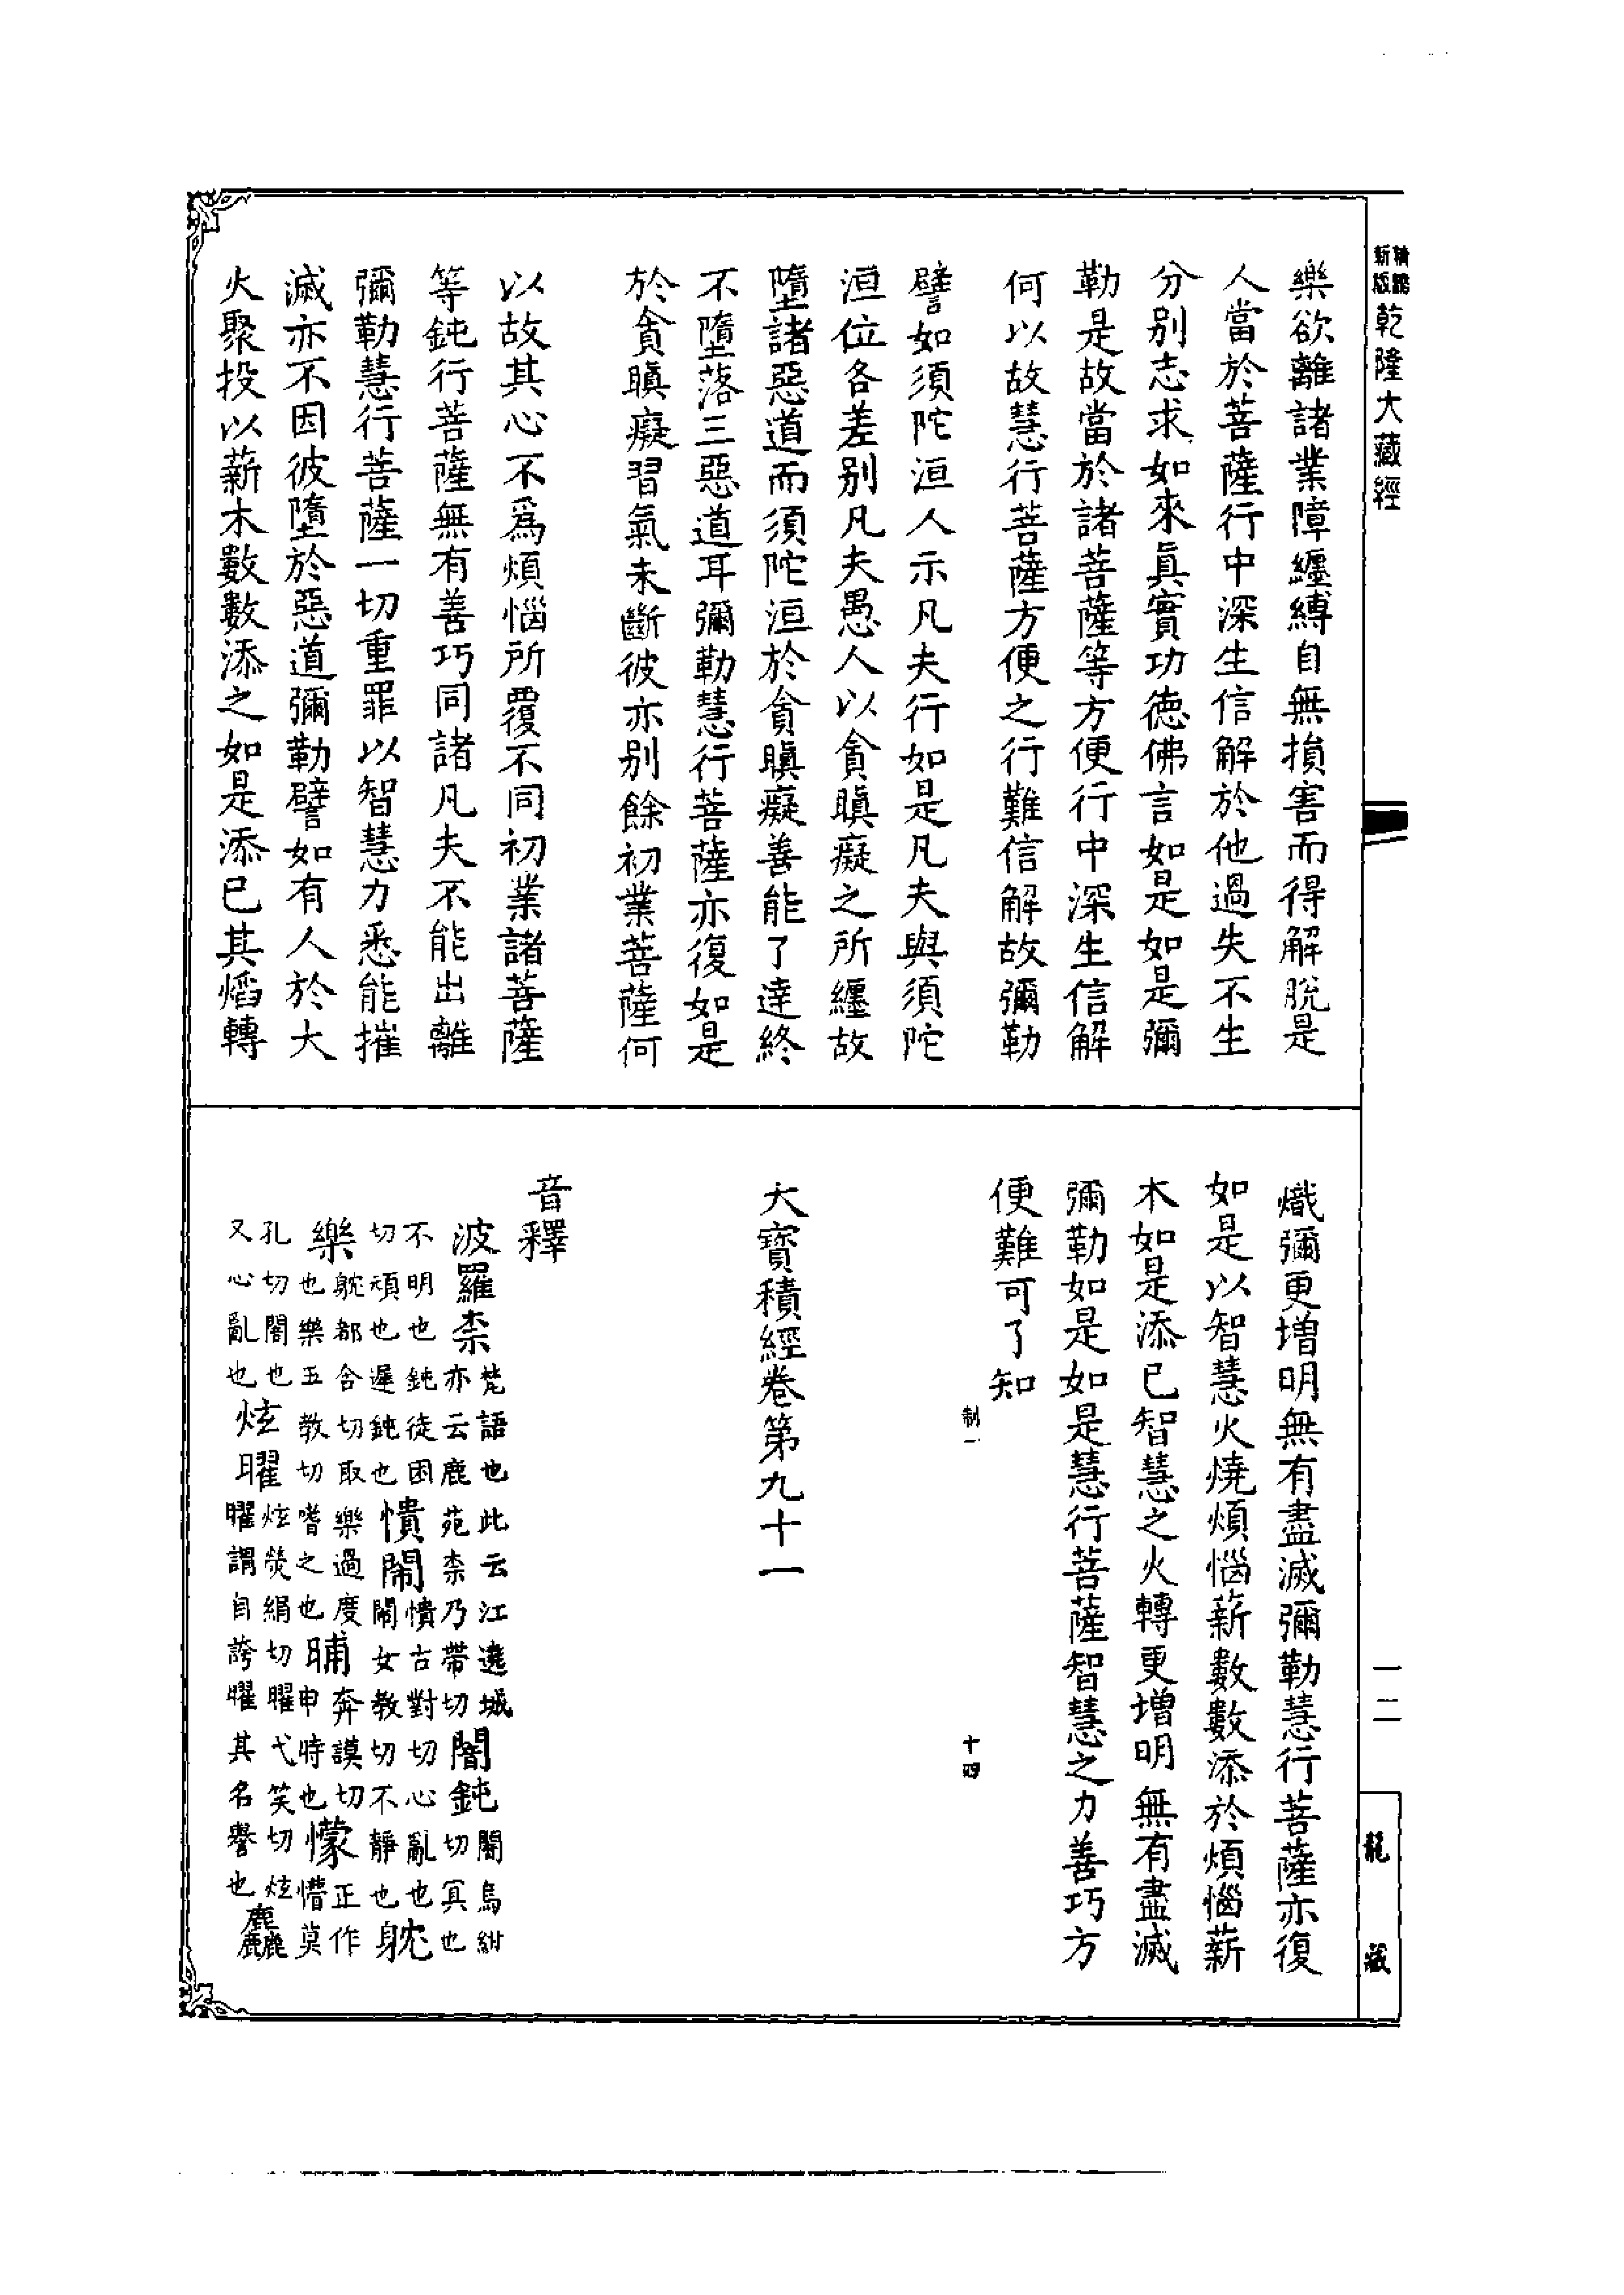 新版
精縮
乾隆大藏經
樂欲離諸業障纏縛自無損害而得解脫是
人當於菩薩行中深生信解於他過失不生
分別志求如來真實功德佛言如是如是彌
勒是故當於諸菩薩等方便行中深生信解
何以故慧行菩薩方便之行難信解故彌勒
譬如須陀洹人示凡夫行如是凡夫與須陀
洹位各差別凡夫愚人以貪瞋癡之所纏故
墮諸惡道而須陀洹於貪瞋癡善能了達終
不墮落三惡道耳彌勒慧行菩薩亦復如是
於貪瞋癡習氣未斷彼亦別餘初業菩薩何
以故其心不為煩惱所覆不同初業諸菩薩
等鈍行菩薩無有善巧同諸凡夫不能出離
彌勒慧行菩薩一切重罪以智慧力悉能摧
滅亦不因彼墮於惡道彌勒譬如有人於大
火聚投以薪木數數添之如是添已其焰轉
熾彌更增明無有盡滅彌勒慧行菩薩亦復
如是以智慧火燒煩惱薪數數添於煩惱薪
木如是添已智慧之火轉更增明無有盡滅
彌勒如是如是慧行菩薩智慧之力善巧方
便難可了知
制一
十四
大寶積經卷第九十一
音釋
波羅柰 梵語也此云江遶城亦云鹿苑柰乃帶切 闇鈍 闇烏紺切冥也
不明也鈍徒困切頑也遲鈍也 憒閙 憒古對切心亂也閙女教切不靜也 躭
樂 躭都合切取樂過度也樂五教切嗜之也 晡 奔謨切申時也 懞 正作懵莫
孔切闇也又心亂也 炫曜 炫熒絹切曜弋笑切炫曜謂自誇曜其名譽也 麤
一二
龍藏